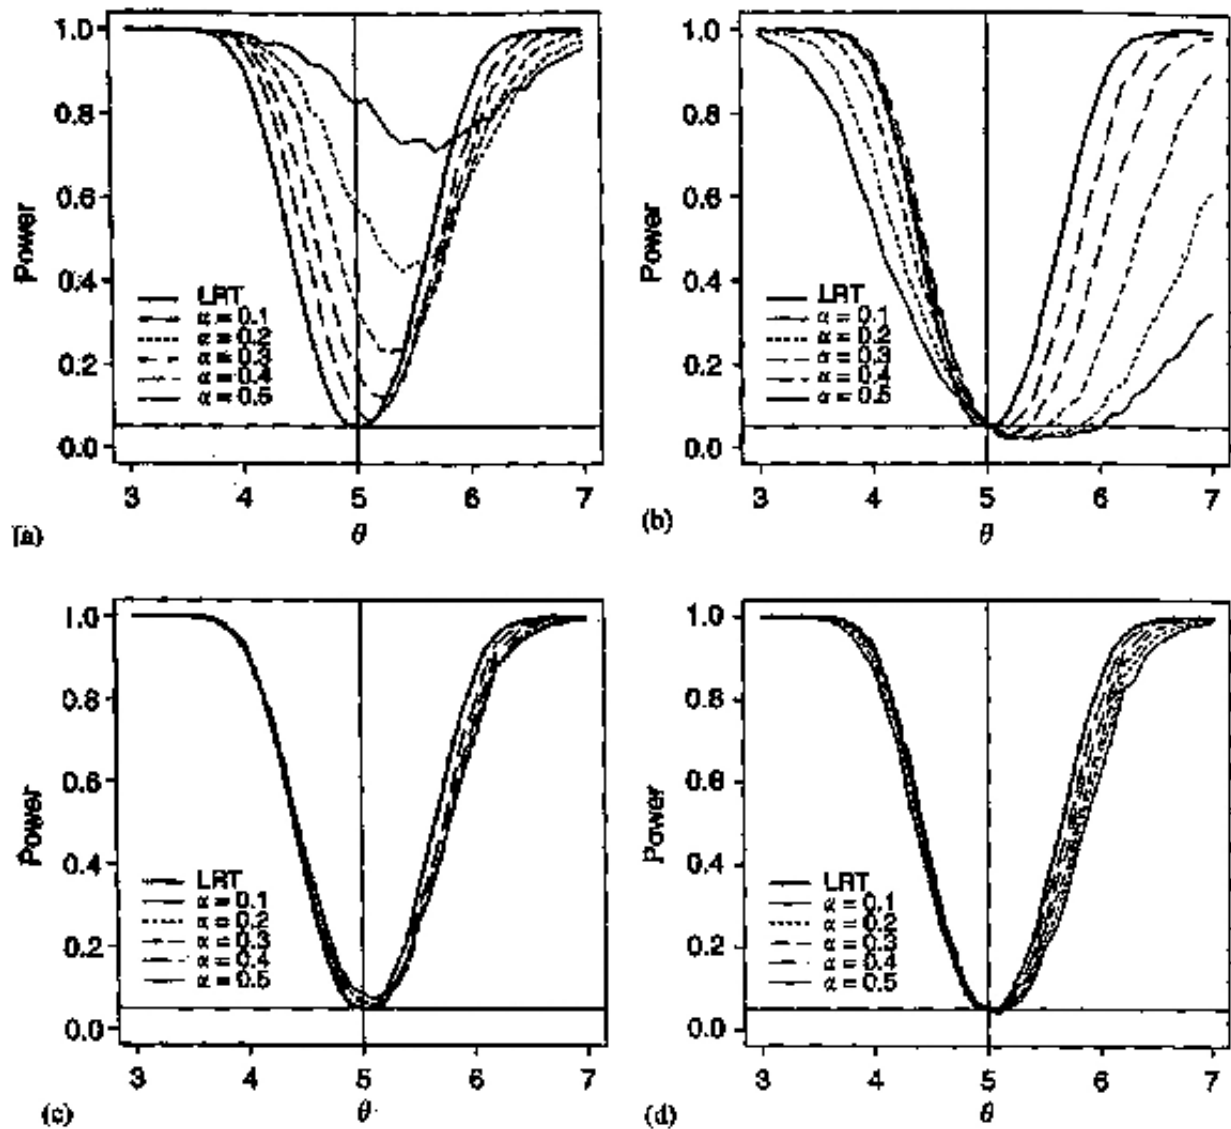 1.0
0.8
0.6
0.4
0.2
0.0
Power
LRT
α = 0.1
α = 0.2
α = 0.3
α = 0.4
α = 0.5
3 4 5 6 7
θ
(a)
1.0
0.8
0.6
0.4
0.2
0.0
Power
LRT
α = 0.1
α = 0.2
α = 0.3
α = 0.4
α = 0.5
3 4 5 6 7
θ
(b)
1.0
0.8
0.6
0.4
0.2
0.0
Power
LRT
α = 0.1
α = 0.2
α = 0.3
α = 0.4
α = 0.5
3 4 5 6 7
θ
(c)
1.0
0.8
0.6
0.4
0.2
0.0
Power
LRT
α = 0.1
α = 0.2
α = 0.3
α = 0.4
α = 0.5
3 4 5 6 7
θ
(d)